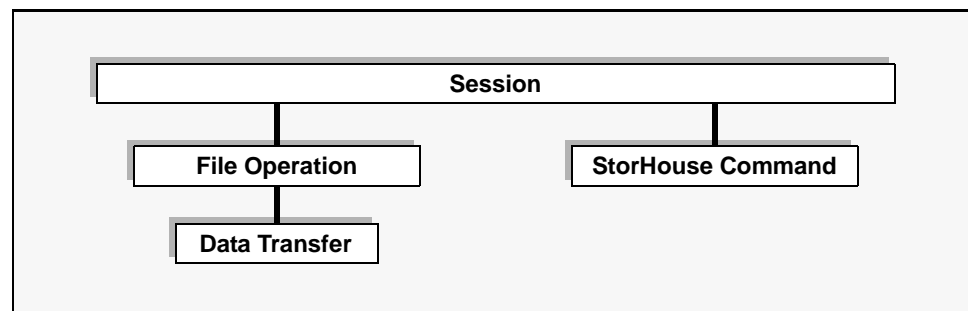 Session
File Operation
StorHouse Command
Data Transfer